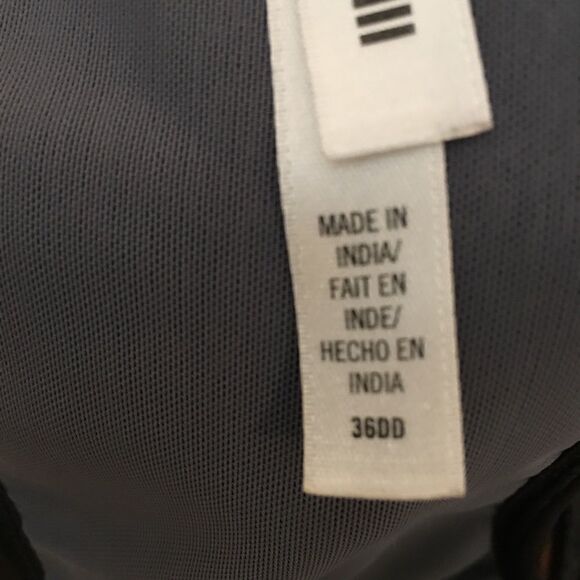 MADE IN
INDIA/
FAIT EN
INDE/
HECHO EN
INDIA
36DD